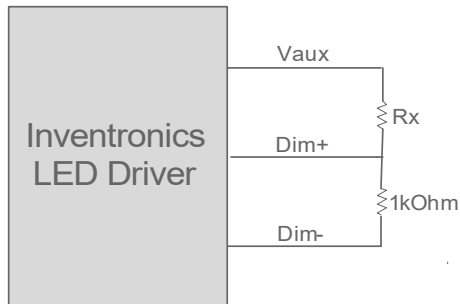 Vaux
Rx
Inventronics
LED Driver
Dim+
1kOhm
Dim-